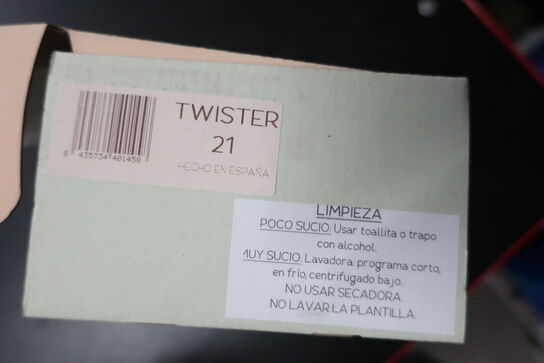 TWISTER
21
HECHO EN ESPAÑA
8 435734 401458
LIMPIEZA
POCO SUCIO: Usar toallita o trapo
con alcohol.
MUY SUCIO: Lavadora: programa corto,
en frío, centrifugado bajo.
NO USAR SECADORA.
NO LAVAR LA PLANTILLA.